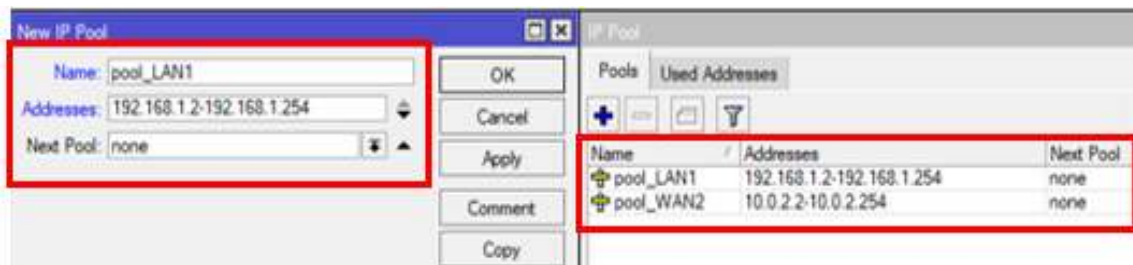 New IP Pool
Name: pool_LAN1
Addresses: 192.168.1.2-192.168.1.254
Next Pool: none
OK
Cancel
Apply
Comment
Copy
IP Pool
Pools Used Addresses
Name Addresses Next Pool
pool_LAN1 192.168.1.2-192.168.1.254 none
pool_WAN2 10.0.2.2-10.0.2.254 none